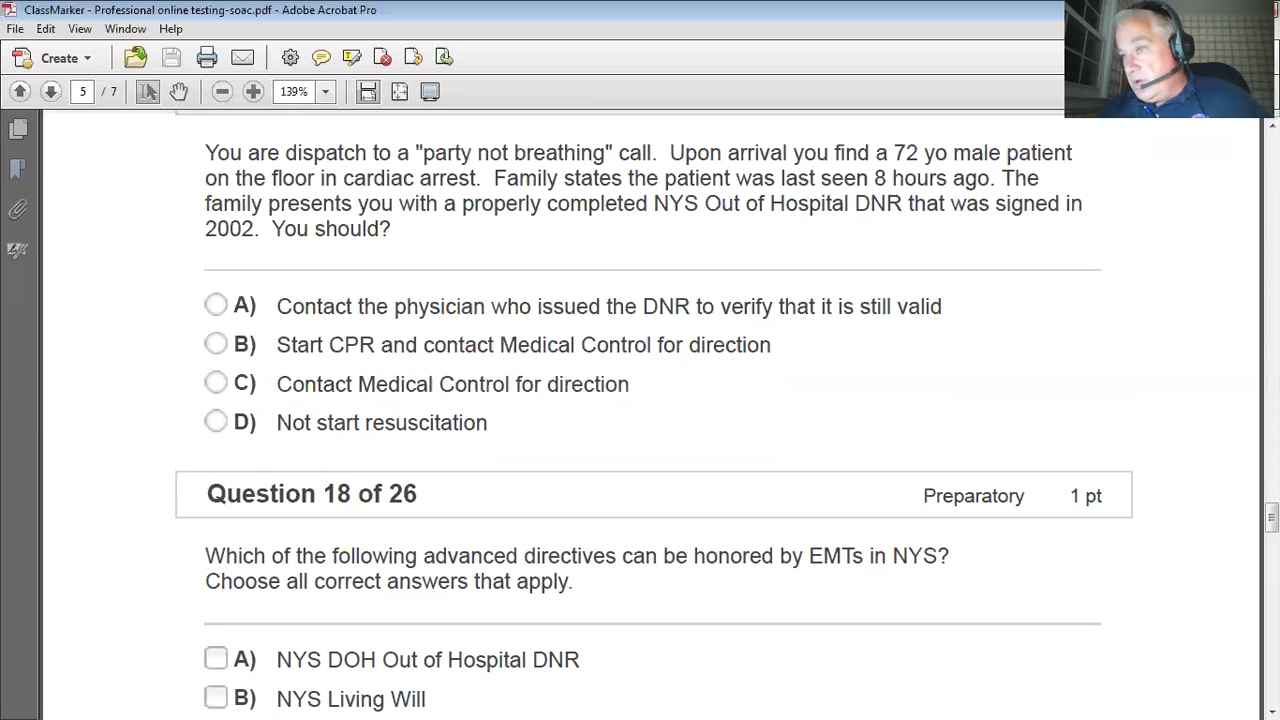 ClassMarker - Professional online testing-soac.pdf - Adobe Acrobat Pro
File Edit View Window Help
Create
5 / 7 139%
You are dispatch to a "party not breathing" call. Upon arrival you find a 72 yo male patient
on the floor in cardiac arrest. Family states the patient was last seen 8 hours ago. The
family presents you with a properly completed NYS Out of Hospital DNR that was signed in
2002. You should?
A) Contact the physician who issued the DNR to verify that it is still valid
B) Start CPR and contact Medical Control for direction
C) Contact Medical Control for direction
D) Not start resuscitation
Question 18 of 26 Preparatory 1 pt
Which of the following advanced directives can be honored by EMTs in NYS?
Choose all correct answers that apply.
A) NYS DOH Out of Hospital DNR
B) NYS Living Will